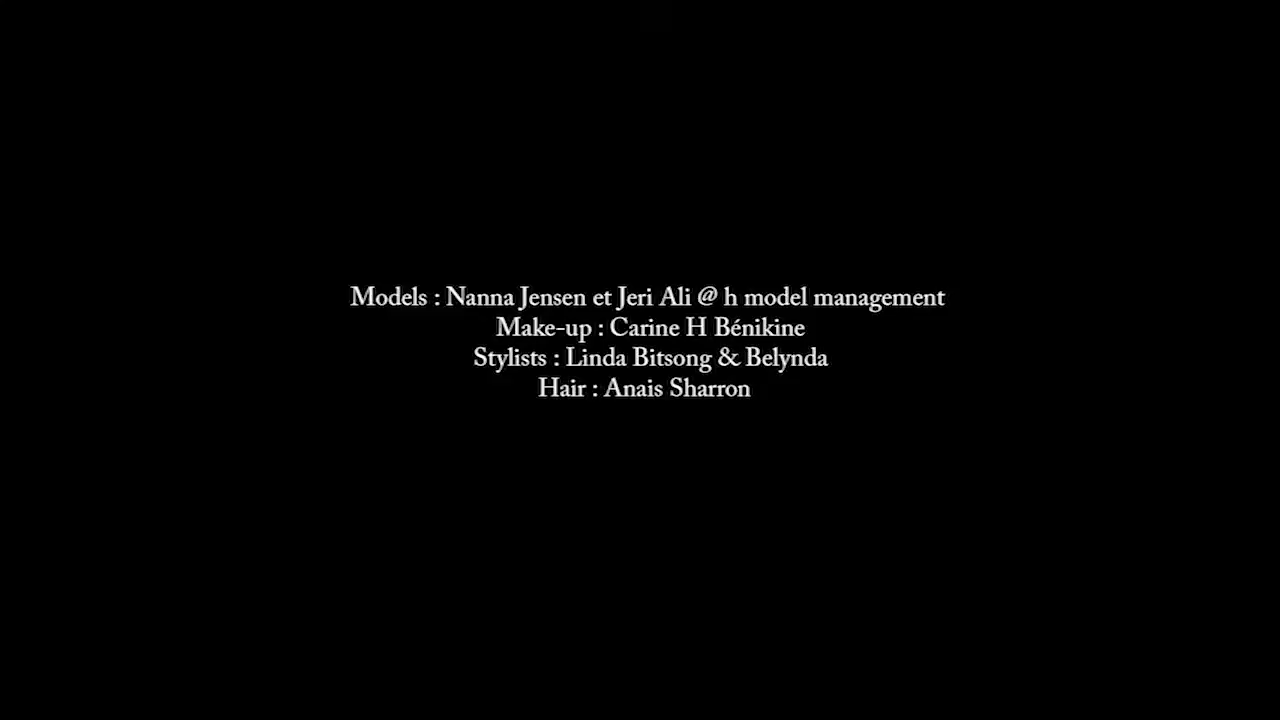 Models : Nanna Jensen et Jeri Ali @ h model management
Make-up : Carine H Bénikine
Stylists : Linda Bitsong & Belynda
Hair : Anais Sharron